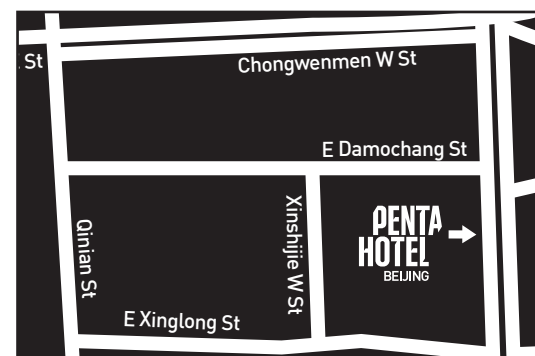 . St
Chongwenmen W St
E Damochang St
Qinian St
Xinshijie W St
PENTA
HOTEL
BEIJING
E Xinglong St